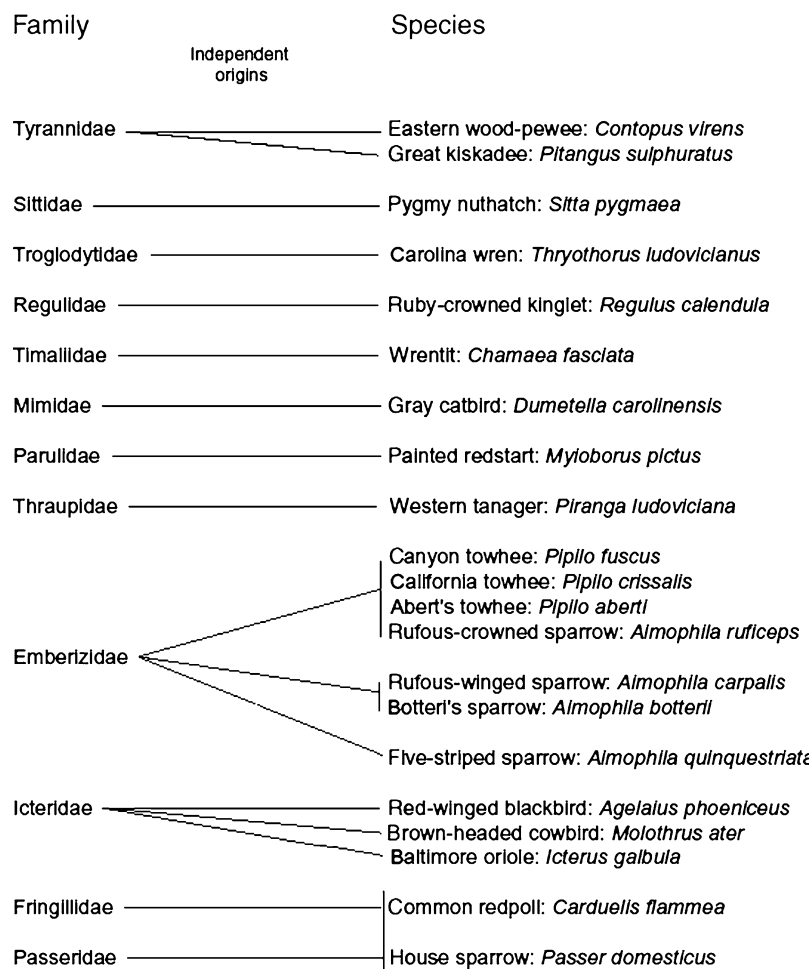 Family Species
Independent
origins
Tyrannidae Eastern wood-pewee: Contopus virens
Great kiskadee: Pitangus sulphuratus
Sittidae Pygmy nuthatch: Sitta pygmaea
Troglodytidae Carolina wren: Thryothorus ludovicianus
Regulidae Ruby-crowned kinglet: Regulus calendula
Timaliidae Wrentit: Chamaea fasciata
Mimidae Gray catbird: Dumetella carolinensis
Parulidae Painted redstart: Myioborus pictus
Thraupidae Western tanager: Piranga ludoviciana
Canyon towhee: Pipilo fuscus
California towhee: Pipilo crissalis
Abert's towhee: Pipilo aberti
Rufous-crowned sparrow: Aimophila ruficeps
Emberizidae
Rufous-winged sparrow: Aimophila carpalis
Botteri's sparrow: Aimophila botterii
Five-striped sparrow: Aimophila quinquestriata
Icteridae Red-winged blackbird: Agelaius phoeniceus
Brown-headed cowbird: Molothrus ater
Baltimore oriole: Icterus galbula
Fringillidae Common redpoll: Carduelis flammea
Passeridae House sparrow: Passer domesticus